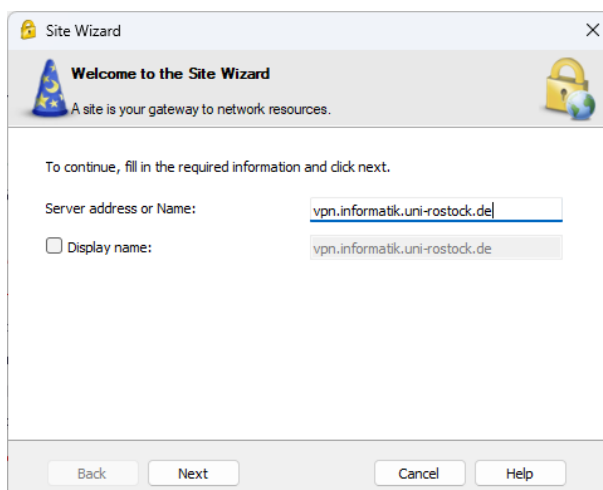 Site Wizard
Welcome to the Site Wizard
A site is your gateway to network resources.
To continue, fill in the required information and click next.
Server address or Name: vpn.informatik.uni-rostock.de
Display name: vpn.informatik.uni-rostock.de
Back Next Cancel Help